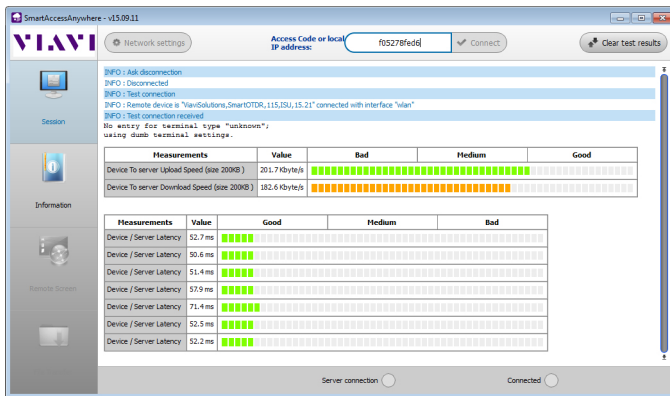 SmartAccessAnywhere - v15.09.11
VIAVI
Network settings
Access Code or local
IP address:
f05278fed6
Connect
Clear test results
Session
Information
Remote Screen
INFO : Ask disconnection
INFO : Disconnected
INFO : Test connection
INFO : Remote device is "ViaviSolutions,SmartOTDR,115,ISU,15.21" connected with interface "wlan"
INFO : Test connection received
No entry for terminal type "unknown";
using dumb terminal settings.
Measurements Value Bad Medium Good
Device To server Upload Speed (size 200KB ) 201.7 Kbyte/s
Device To server Download Speed (size 200KB ) 182.6 Kbyte/s
Measurements Value Good Medium Bad
Device / Server Latency 52.7 ms
Device / Server Latency 50.6 ms
Device / Server Latency 51.4 ms
Device / Server Latency 57.9 ms
Device / Server Latency 71.4 ms
Device / Server Latency 52.5 ms
Device / Server Latency 52.2 ms
Server connection
Connected